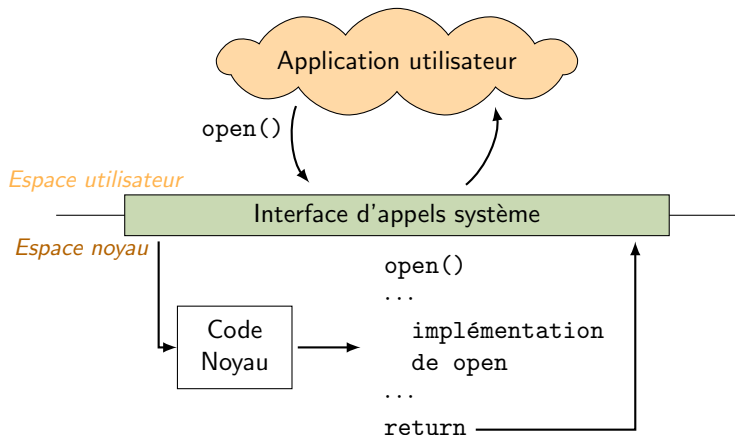 Application utilisateur
open()
Espace utilisateur
Interface d'appels système
Espace noyau
open()
...
Code
Noyau
implémentation
de open
...
return